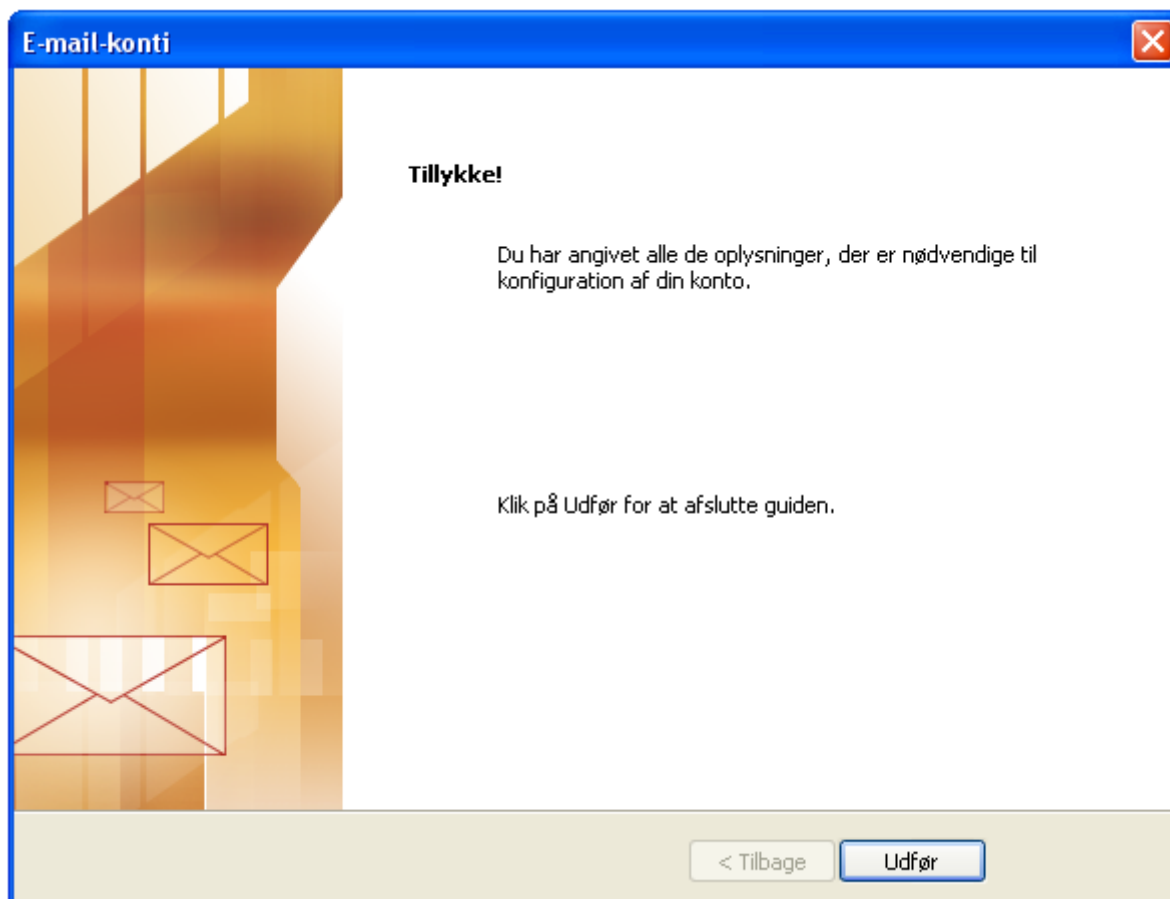 E-mail-konti
Tillykke!
Du har angivet alle de oplysninger, der er nødvendige til
konfiguration af din konto.
Klik på Udfør for at afslutte guiden.
< Tilbage
Udfør